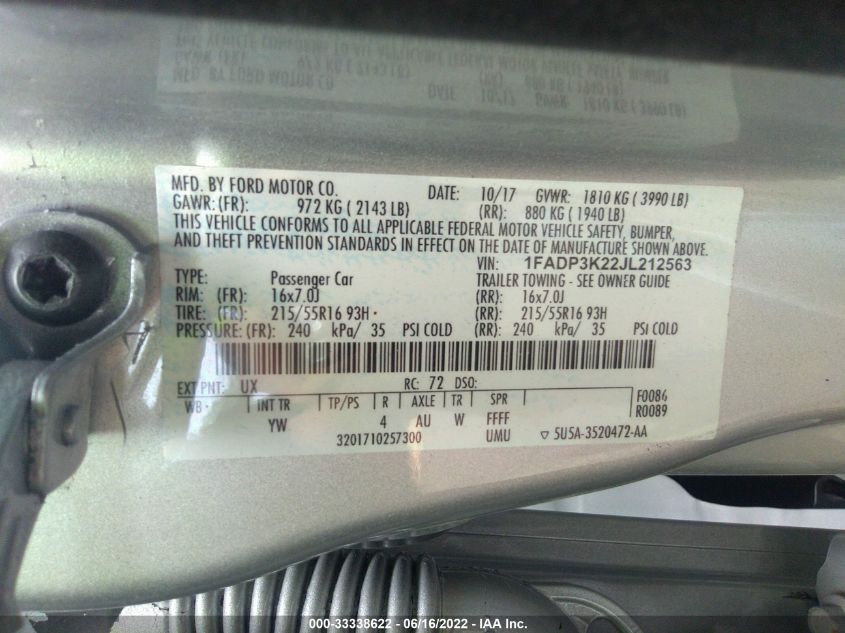 MFD. BY FORD MOTOR CO. DATE: 10/17 GVWR: 1810 KG ( 3990 LB)
GAWR: (FR): 972 KG ( 2143 LB) (RR): 880 KG ( 1940 LB)
THIS VEHICLE CONFORMS TO ALL APPLICABLE FEDERAL MOTOR VEHICLE SAFETY, BUMPER,
AND THEFT PREVENTION STANDARDS IN EFFECT ON THE DATE OF MANUFACTURE SHOWN ABOVE.
VIN: 1FADP3K22JL212563
TYPE: Passenger Car TRAILER TOWING - SEE OWNER GUIDE
RIM: (FR): 16x7.0J (RR): 16x7.0J
TIRE: (FR): 215/55R16 93H (RR): 215/55R16 93H
PRESSURE: (FR): 240 kPa/ 35 PSI COLD (RR): 240 kPa/ 35 PSI COLD
EXT PNT: UX RC: 72 DSO:
WB INT TR TP/PS R AXLE TR SPR F0084
R0089
YW 4 AU W FFFF
3201710257300 UMU ▽ 5U5A-3520472-AA
000-33338622 - 06/16/2022 - IAA Inc.